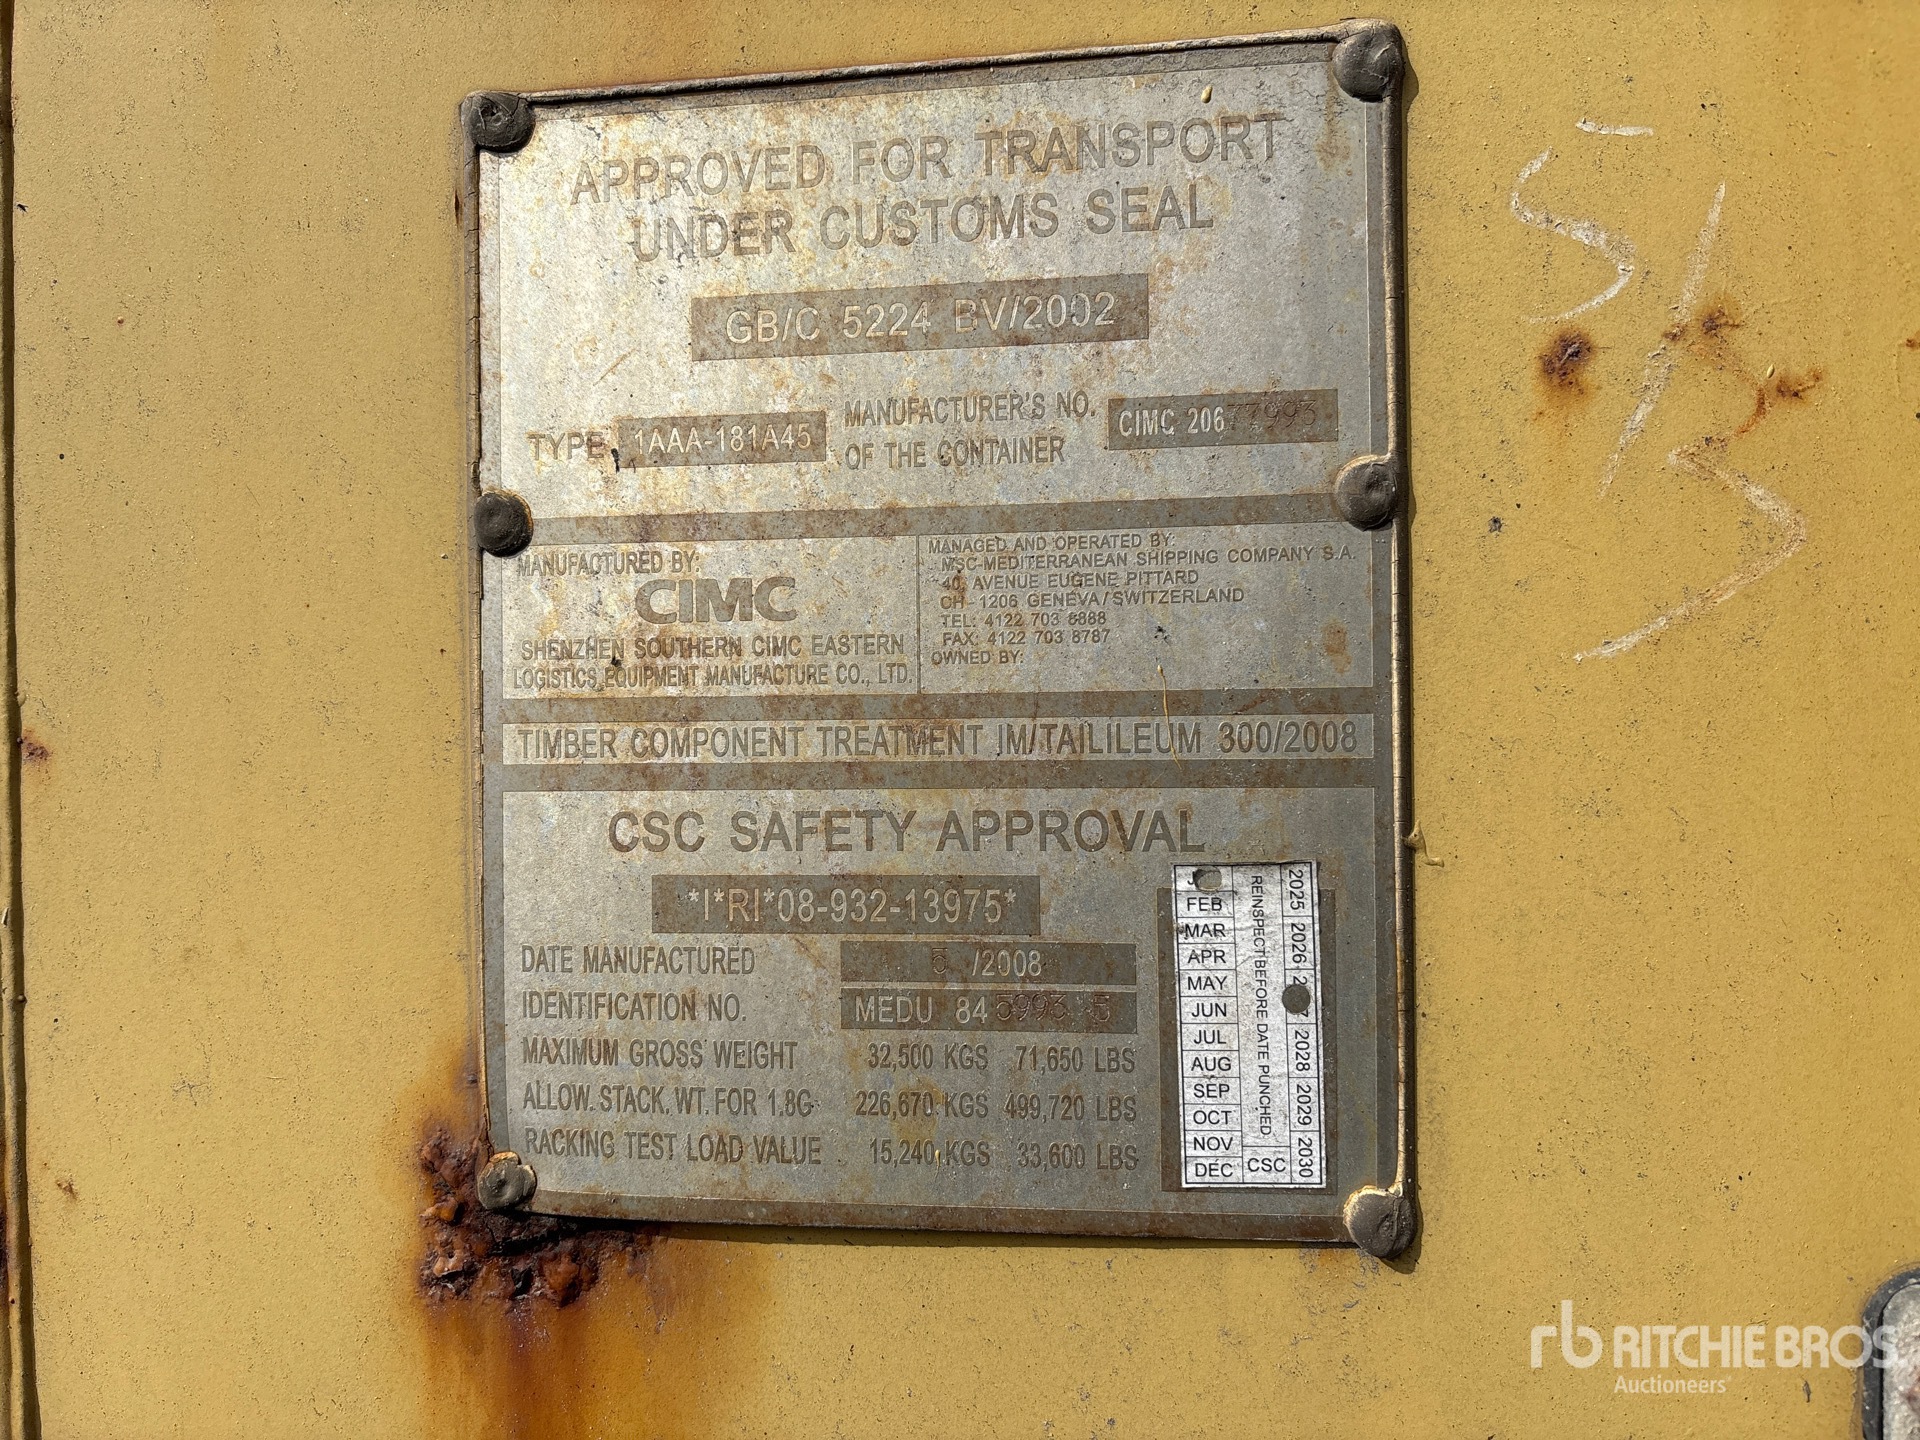 APPROVED FOR TRANSPORT
UNDER CUSTOMS SEAL
GB/C 5224 BV/2002
TYPE 1AAA-181A45
MANUFACTURER'S NO.
OF THE CONTAINER
CIMC 20677993
MANUFACTURED BY:
CIMC
SHENZHEN SOUTHERN CIMC EASTERN
LOGISTICS EQUIPMENT MANUFACTURE CO., LTD.
MANAGED AND OPERATED BY:
MSC-MEDITERRANEAN SHIPPING COMPANY S.A.
40, AVENUE EUGENE PITTARD
CH - 1206 GENEVA / SWITZERLAND
TEL: 4122 703 8888
FAX: 4122 703 8787
OWNED BY:
TIMBER COMPONENT TREATMENT IM/TAILILEUM 300/2008
CSC SAFETY APPROVAL
*I*RI*08-932-13975*
DATE MANUFACTURED 5 /2008
IDENTIFICATION NO. MEDU 845993 5
MAXIMUM GROSS WEIGHT 32,500 KGS 71,650 LBS
ALLOW. STACK. WT. FOR 1.8G 226,670 KGS 499,720 LBS
RACKING TEST LOAD VALUE 15,240 KGS 33,600 LBS
FEB
MAR
APR
MAY
JUN
JUL
AUG
SEP
OCT
NOV
DEC
REINSPECT BEFORE DATE PUNCHED
CSC
2025 2026 2028 2029 2030
5/3
rb RITCHIE BROS.
Auctioneers